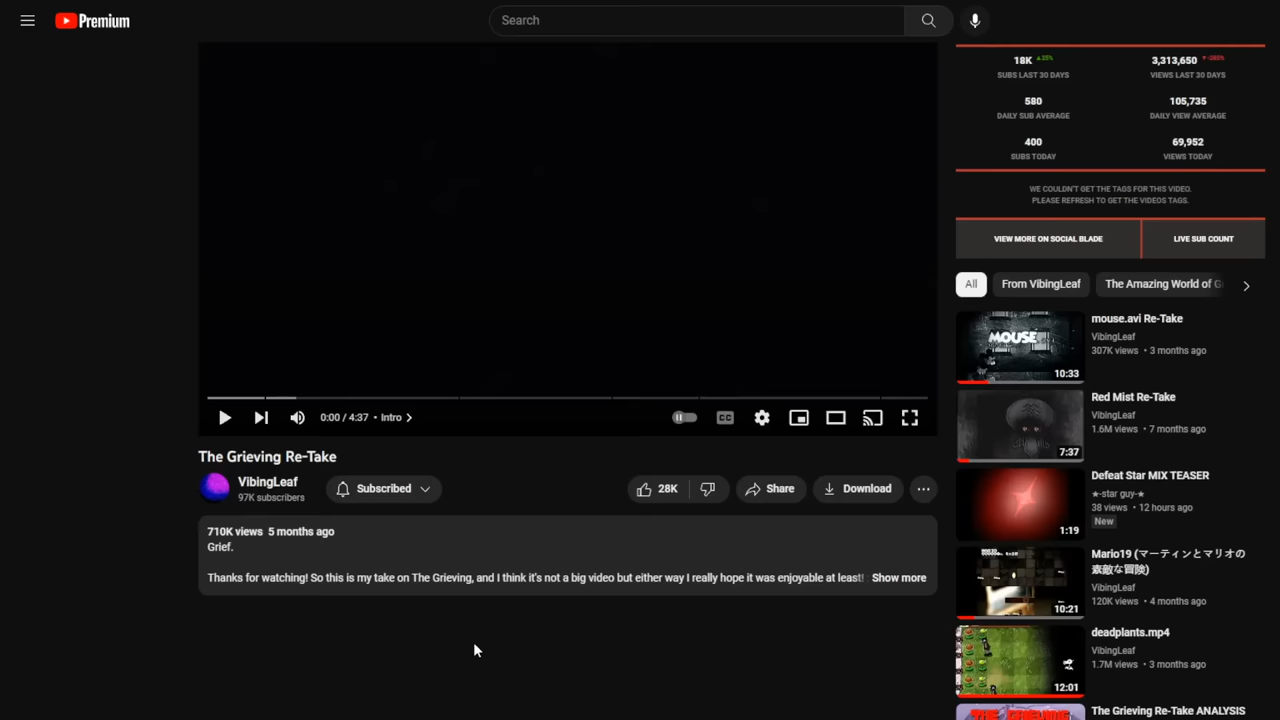 Premium
Search
0:00 / 4:37 • Intro
The Grieving Re-Take
VibingLeaf
97K subscribers
Subscribed
28K
Share
Download
710K views 5 months ago
Grief.
Thanks for watching! So this is my take on The Grieving, and I think it's not a big video but either way I really hope it was enjoyable at least!
Show more
18K
SUBS LAST 30 DAYS
3,313,650
VIEWS LAST 30 DAYS
580
DAILY SUB AVERAGE
105,735
DAILY VIEW AVERAGE
400
SUBS TODAY
69,952
VIEWS TODAY
WE COULDN'T GET THE TAGS FOR THIS VIDEO.
PLEASE REFRESH TO GET THE VIDEOS TAGS.
VIEW MORE ON SOCIAL BLADE
LIVE SUB COUNT
All
From VibingLeaf
The Amazing World of G
MOUSE
10:33
mouse.avi Re-Take
VibingLeaf
307K views • 3 months ago
7:37
Red Mist Re-Take
VibingLeaf
1.6M views • 7 months ago
1:19
Defeat Star MIX TEASER
★-star guy-★
38 views • 12 hours ago
New
10:21
Mario19 (マーティンとマリオの
素敵な冒険)
VibingLeaf
120K views • 4 months ago
12:01
deadplants.mp4
VibingLeaf
1.7M views • 3 months ago
THE GRIEVING
The Grieving Re-Take ANALYSIS